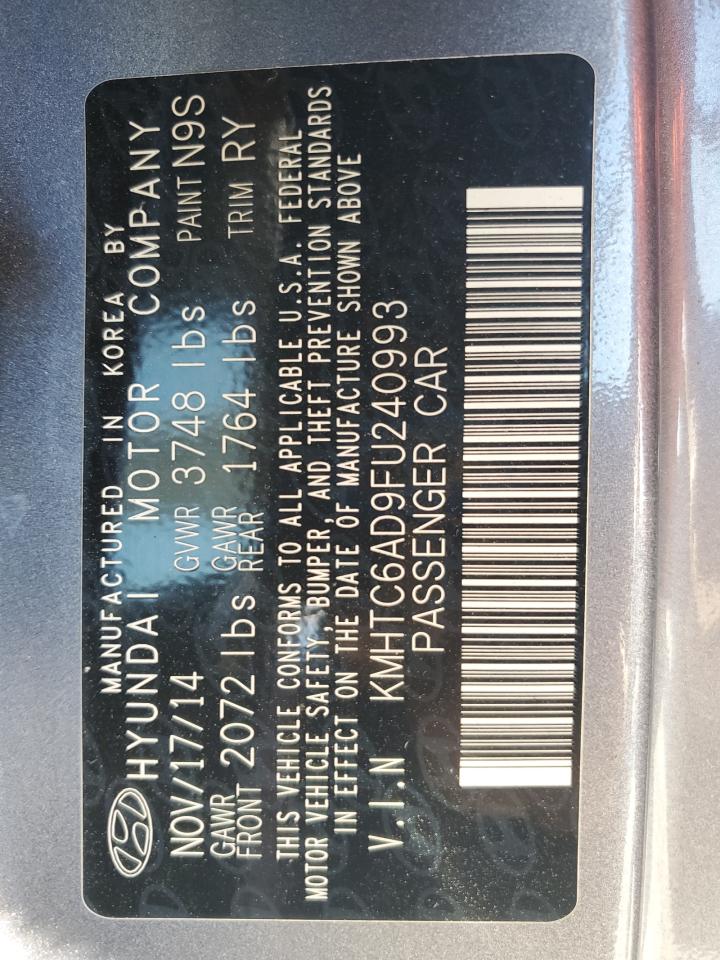 MANUFACTURED IN KOREA BY
HYUNDAI MOTOR COMPANY
NOV/17/14 GVWR 3748 lbs PAINT N9S
GAWR FRONT 2072 lbs GAWR REAR 1764 lbs TRIM RY
THIS VEHICLE CONFORMS TO ALL APPLICABLE U.S.A. FEDERAL
MOTOR VEHICLE SAFETY, BUMPER, AND THEFT PREVENTION STANDARDS
IN EFFECT ON THE DATE OF MANUFACTURE SHOWN ABOVE
V.I.N KMHTC6AD9FU240993
PASSENGER CAR